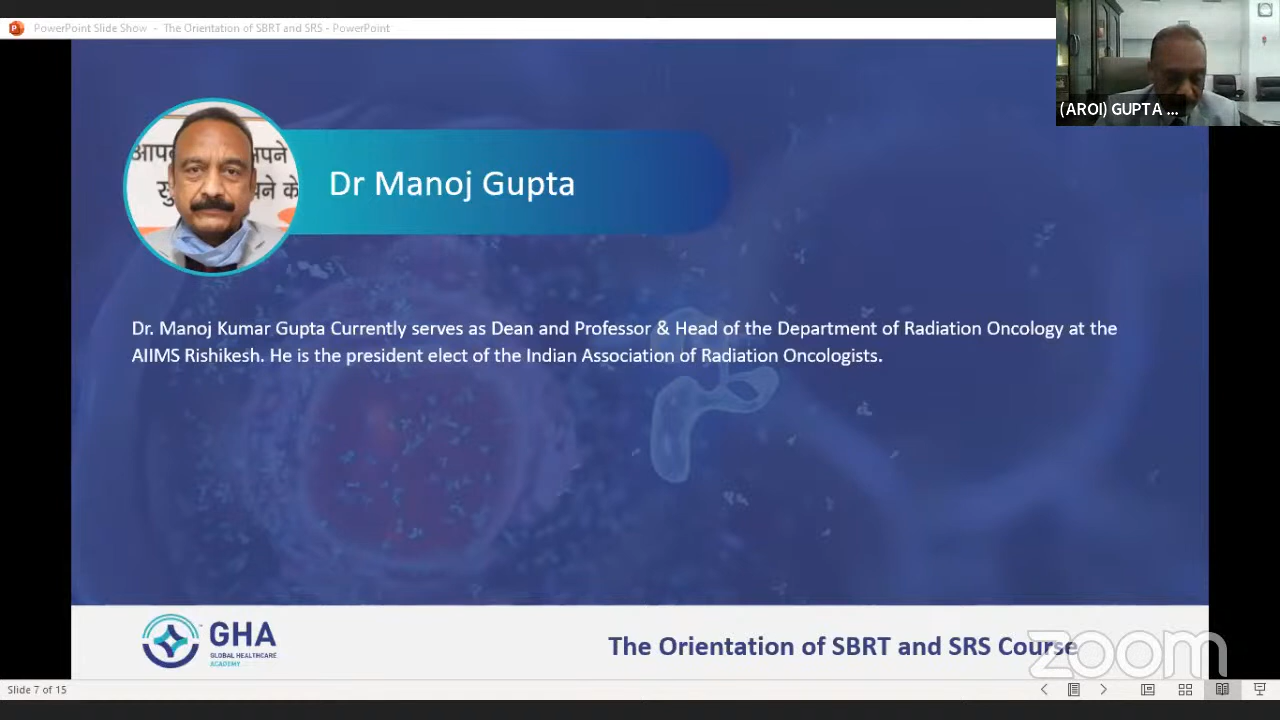 PowerPoint Slide Show - The Orientation of SBRT and SRS - PowerPoint
(AROI) GUPTA ...
Dr Manoj Gupta
Dr. Manoj Kumar Gupta Currently serves as Dean and Professor & Head of the Department of Radiation Oncology at the
AIIMS Rishikesh. He is the president elect of the Indian Association of Radiation Oncologists.
GHA
GLOBAL HEALTHCARE
ACADEMY
The Orientation of SBRT and SRS Course
zoom
Slide 7 of 15